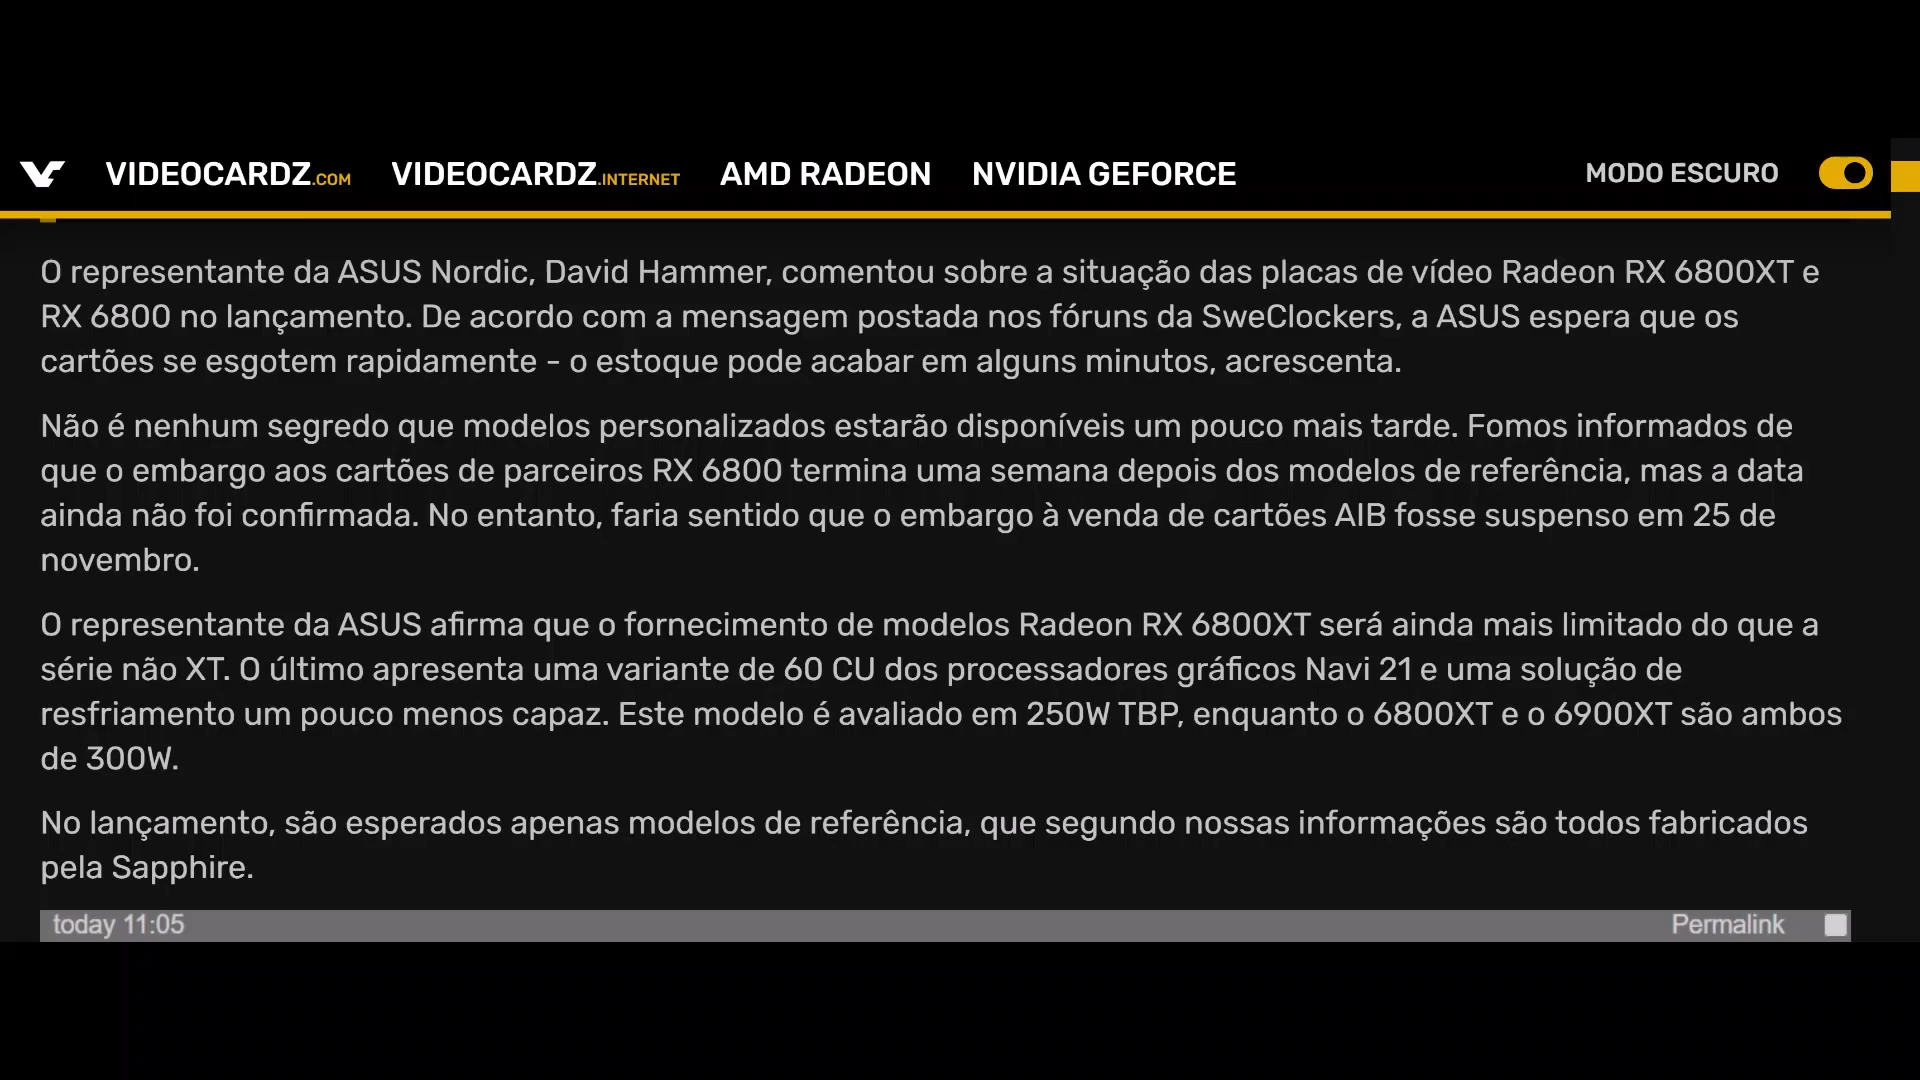 VIDEOCARDZ.COM VIDEOCARDZ.INTERNET AMD RADEON NVIDIA GEFORCE MODO ESCURO
O representante da ASUS Nordic, David Hammer, comentou sobre a situação das placas de vídeo Radeon RX 6800XT e
RX 6800 no lançamento. De acordo com a mensagem postada nos fóruns da SweClockers, a ASUS espera que os
cartões se esgotem rapidamente - o estoque pode acabar em alguns minutos, acrescenta.
Não é nenhum segredo que modelos personalizados estarão disponíveis um pouco mais tarde. Fomos informados de
que o embargo aos cartões de parceiros RX 6800 termina uma semana depois dos modelos de referência, mas a data
ainda não foi confirmada. No entanto, faria sentido que o embargo à venda de cartões AIB fosse suspenso em 25 de
novembro.
O representante da ASUS afirma que o fornecimento de modelos Radeon RX 6800XT será ainda mais limitado do que a
série não XT. O último apresenta uma variante de 60 CU dos processadores gráficos Navi 21 e uma solução de
resfriamento um pouco menos capaz. Este modelo é avaliado em 250W TBP, enquanto o 6800XT e o 6900XT são ambos
de 300W.
No lançamento, são esperados apenas modelos de referência, que segundo nossas informações são todos fabricados
pela Sapphire.
today 11:05 Permalink